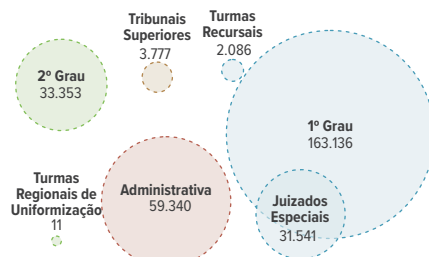 Tribunais
Superiores
3.777
Turmas
Recursais
2.086
2º Grau
33.353
1º Grau
163.136
Turmas
Regionais de
Uniformização
11
Administrativa
59.340
Juizados
Especiais
31.541